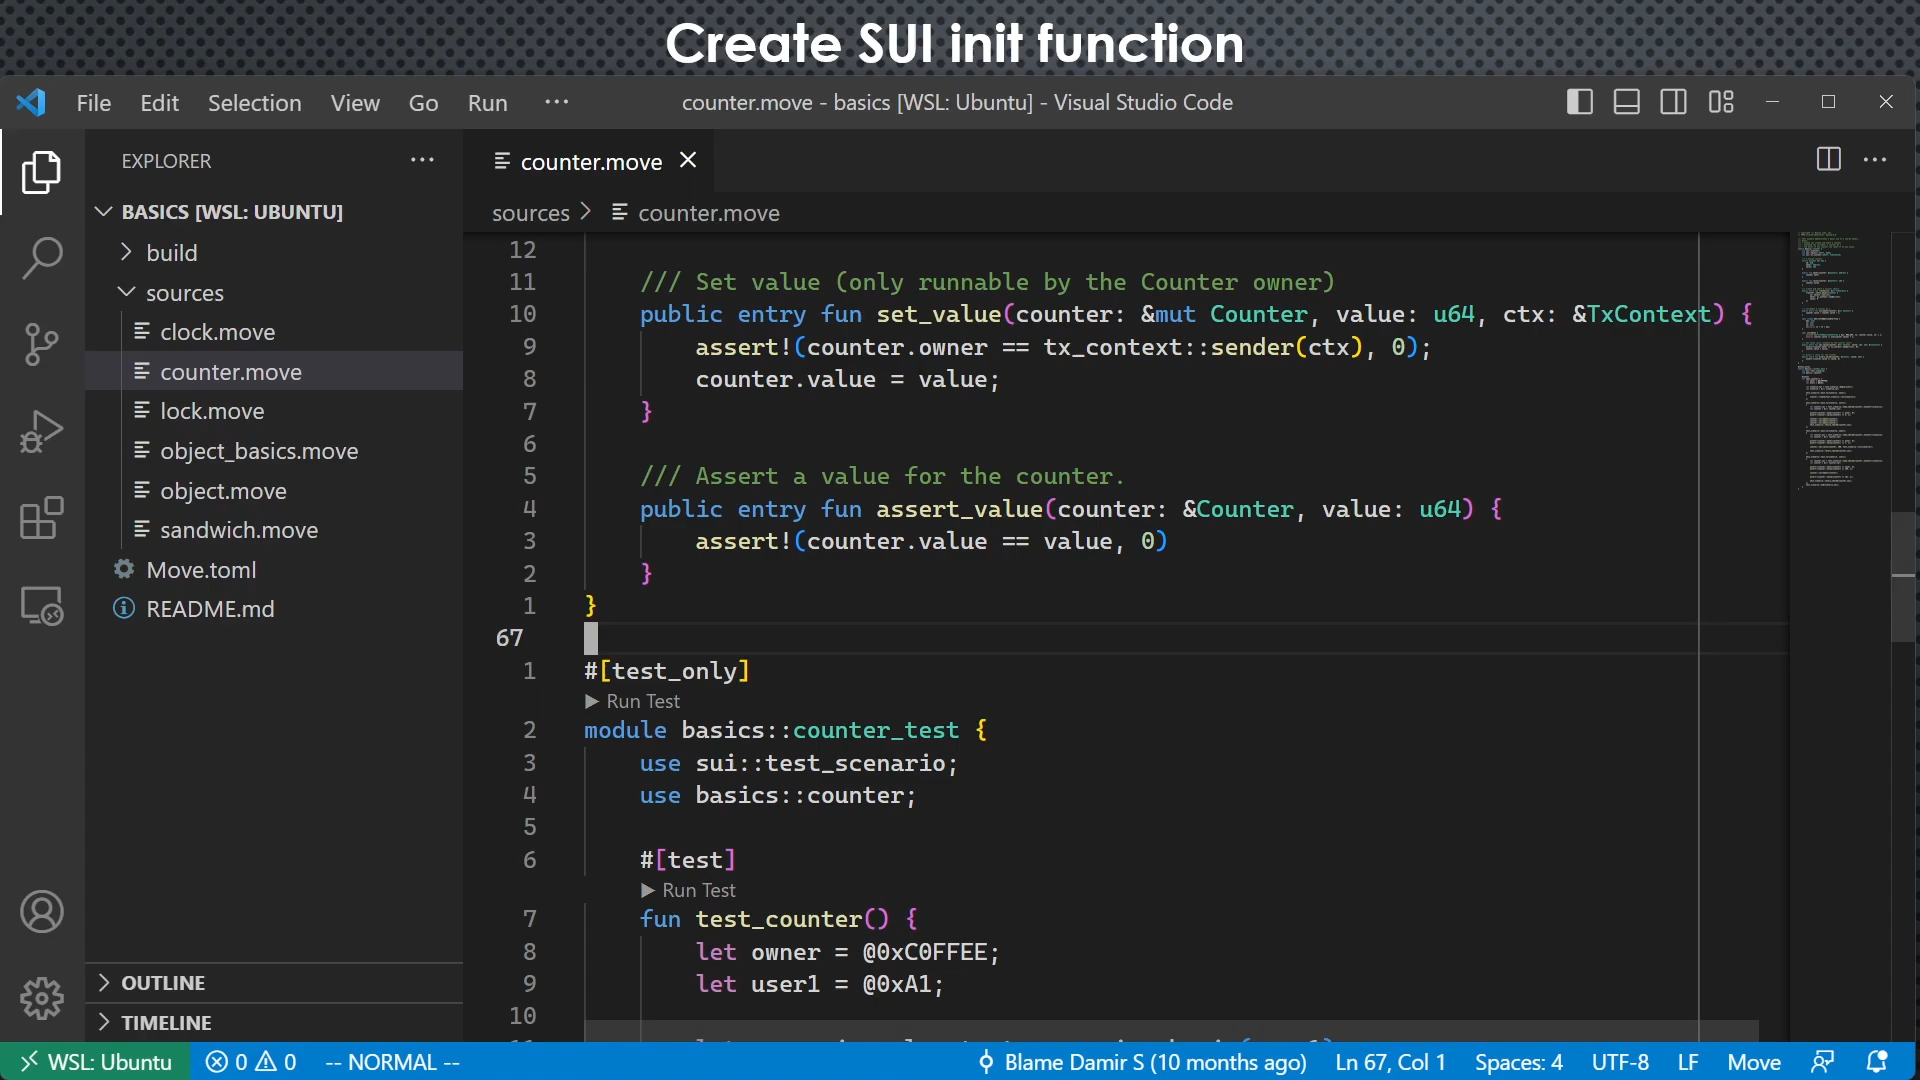 Create SUI init function
File Edit Selection View Go Run ··· counter.move - basics [WSL: Ubuntu] - Visual Studio Code
EXPLORER ···
BASICS [WSL: UBUNTU]
build
sources
clock.move
counter.move
lock.move
object_basics.move
object.move
sandwich.move
Move.toml
README.md
OUTLINE
TIMELINE
counter.move
sources > counter.move
12
11 /// Set value (only runnable by the Counter owner)
10 public entry fun set_value(counter: &mut Counter, value: u64, ctx: &TxContext) {
9 assert!(counter.owner == tx_context::sender(ctx), 0);
8 counter.value = value;
7 }
6
5 /// Assert a value for the counter.
4 public entry fun assert_value(counter: &Counter, value: u64) {
3 assert!(counter.value == value, 0)
2 }
1 }
67
1 #[test_only]
Run Test
2 module basics::counter_test {
3 use sui::test_scenario;
4 use basics::counter;
5
6 #[test]
Run Test
7 fun test_counter() {
8 let owner = @0xC0FFEE;
9 let user1 = @0xA1;
10
WSL: Ubuntu 0 0 -- NORMAL -- Blame Damir S (10 months ago) Ln 67, Col 1 Spaces: 4 UTF-8 LF Move